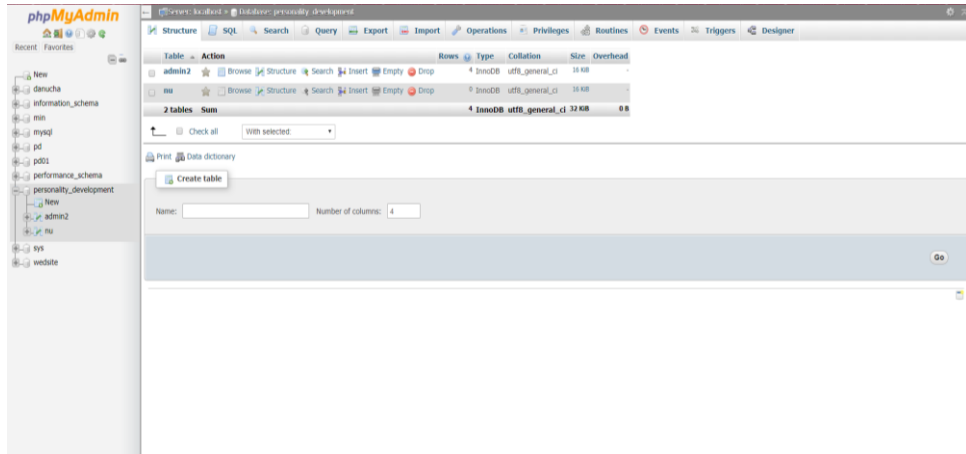 phpMyAdmin
Recent Favorites
New
danucha
information_schema
min
mysql
pd
pd01
performance_schema
personality_development
New
admin2
nu
sys
wedsite
Server: localhost » Database: personality_development
Structure SQL Search Query Export Import Operations Privileges Routines Events Triggers Designer
Table Action Rows Type Collation Size Overhead
admin2 Browse Structure Search Insert Empty Drop 4 InnoDB utf8_general_ci 16 KiB -
nu Browse Structure Search Insert Empty Drop 0 InnoDB utf8_general_ci 16 KiB -
2 tables Sum 4 InnoDB utf8_general_ci 32 KiB 0 B
Check all With selected:
Print Data dictionary
Create table
Name: Number of columns: 4
Go